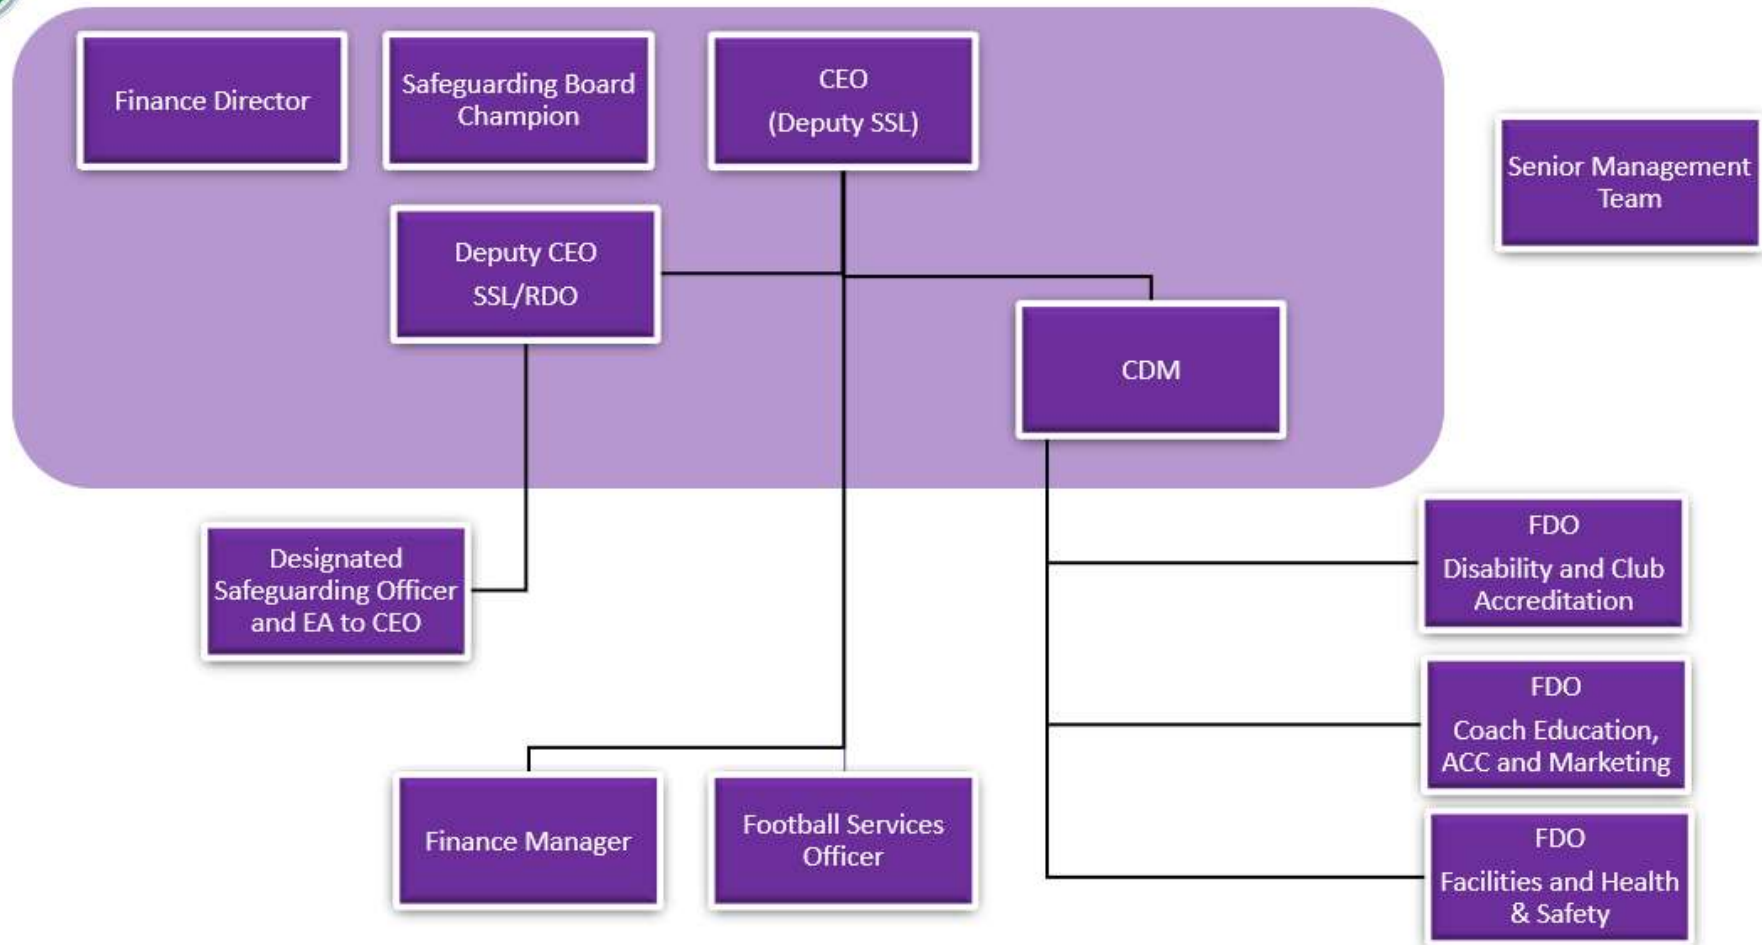 Finance Director
Safeguarding Board
Champion
CEO
(Deputy SSL)
Senior Management
Team
Deputy CEO
SSL/RDO
CDM
Designated
Safeguarding Officer
and EA to CEO
FDO
Disability and Club
Accreditation
FDO
Coach Education,
ACC and Marketing
Finance Manager
Football Services
Officer
FDO
Facilities and Health
& Safety